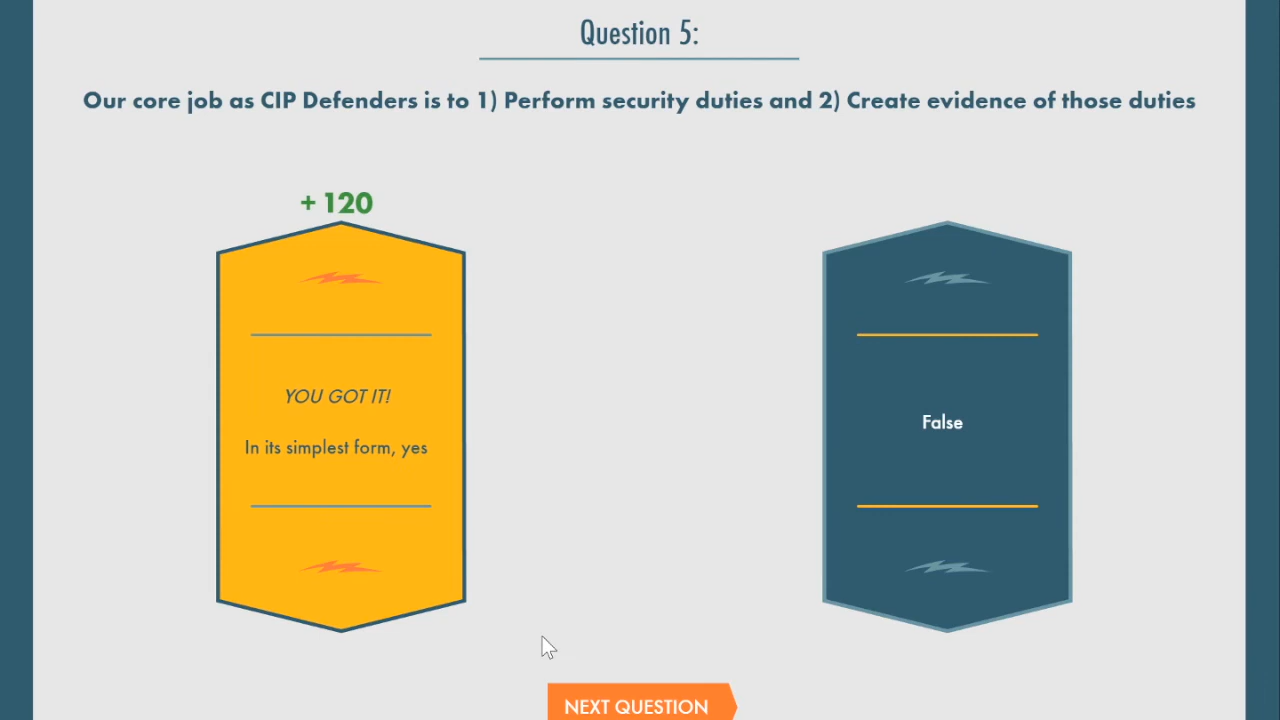 Question 5:
Our core job as CIP Defenders is to 1) Perform security duties and 2) Create evidence of those duties
+ 120
YOU GOT IT!
In its simplest form, yes
False
NEXT QUESTION